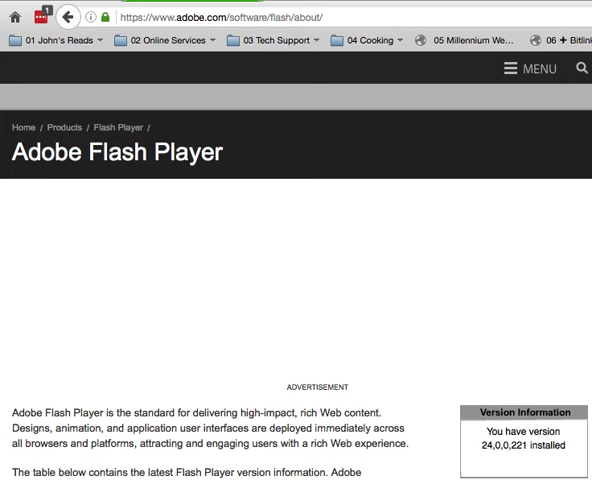 1
https://www.adobe.com/software/flash/about/
01 John's Reads 02 Online Services 03 Tech Support 04 Cooking 05 Millennium We... 06 + Bitlink
MENU
Home / Products / Flash Player /
Adobe Flash Player
ADVERTISEMENT
Adobe Flash Player is the standard for delivering high-impact, rich Web content.
Designs, animation, and application user interfaces are deployed immediately across
all browsers and platforms, attracting and engaging users with a rich Web experience.
The table below contains the latest Flash Player version information. Adobe
Version Information
You have version
24,0,0,221 installed